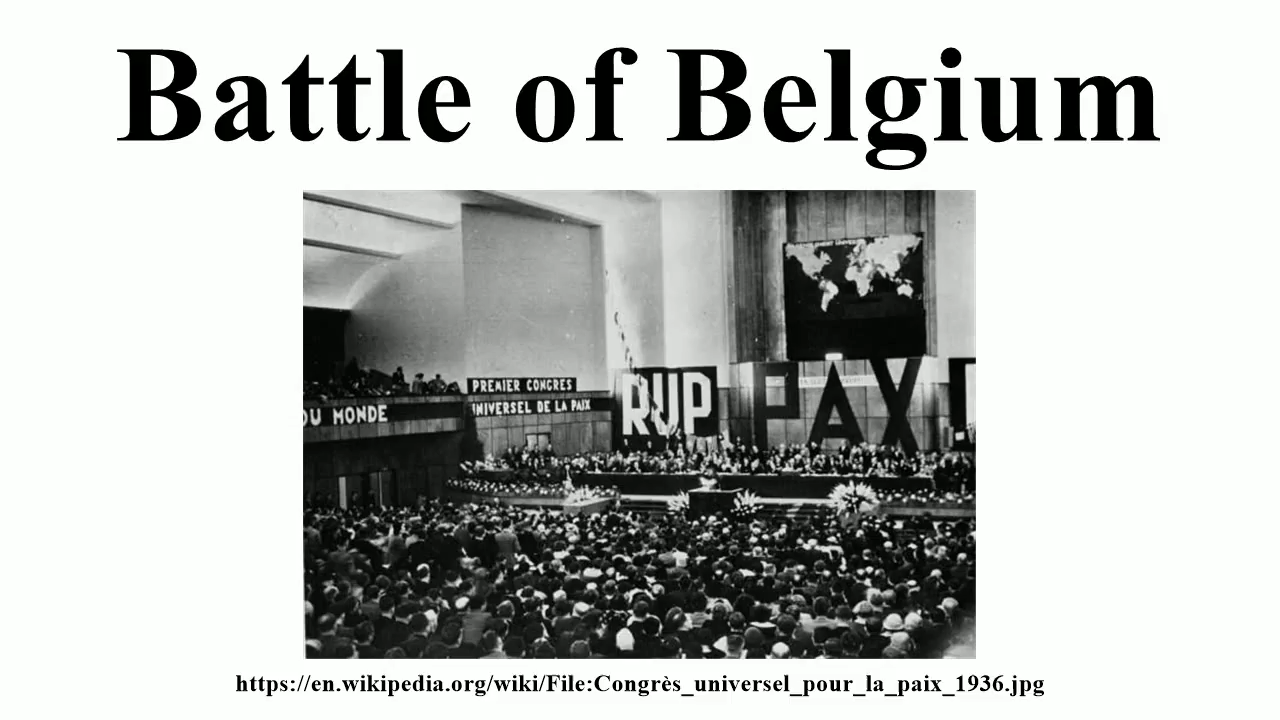 Battle of Belgium
PREMIER CONGRES
UNIVERSEL DE LA PAIX
DU MONDE
RUP
PAX
https://en.wikipedia.org/wiki/File:Congrès_universel_pour_la_paix_1936.jpg